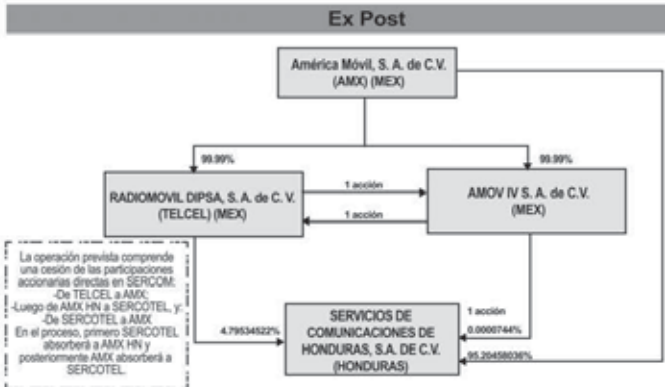 Ex Post
América Móvil, S. A. de C.V.
(AMX) (MEX)
99.99%
99.99%
RADIOMOVIL DIPSA, S. A. de C. V.
(TELCEL) (MEX)
1 acción
1 acción
AMOV IV S. A. de C.V.
(MEX)
La operación prevista comprende
una cesión de las participaciones
accionarias directas en SERCOM:
-De TELCEL a AMX;
-Luego de AMX HN a SERCOTEL, y:
-De SERCOTEL a AMX
En el proceso, primero SERCOTEL
absorberá a AMX HN y
posteriormente AMX absorberá a
SERCOTEL.
4.79534522%
SERVICIOS DE
COMUNICACIONES DE
HONDURAS, S.A. DE C.V.
(HONDURAS)
1 acción
0.0000744%
95.20458036%